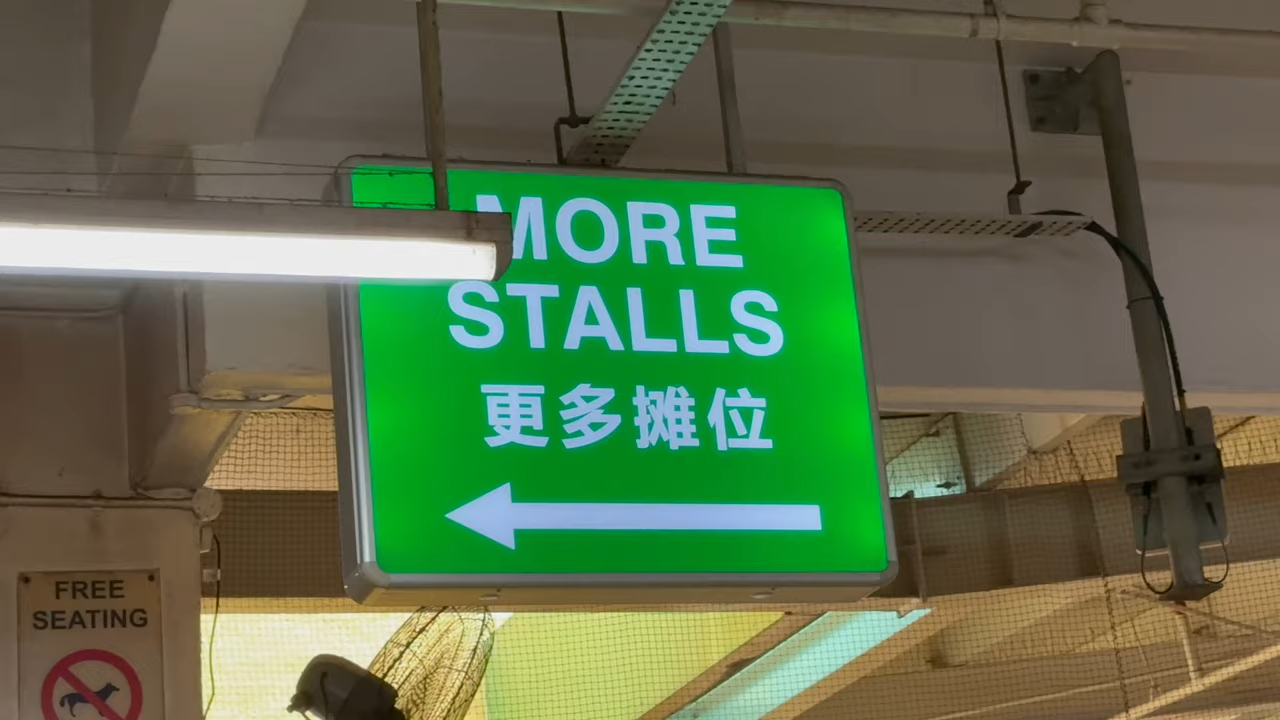 MORE
STALLS
更多摊位
FREE
SEATING